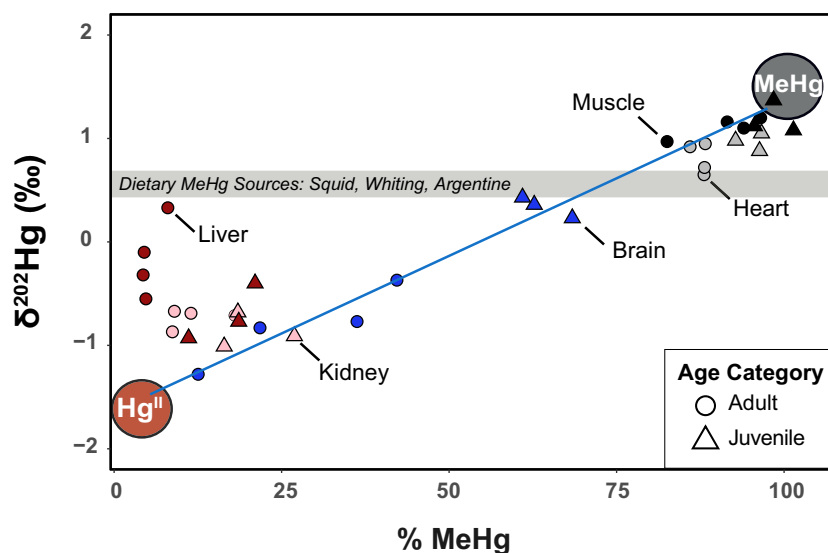 2
1
0
−1
−2
δ²⁰²Hg (‰)
MeHg
Muscle
Dietary MeHg Sources: Squid, Whiting, Argentine
Heart
Liver
Brain
Kidney
Hgᴵᴵ
Age Category
Adult
Juvenile
0 25 50 75 100
% MeHg